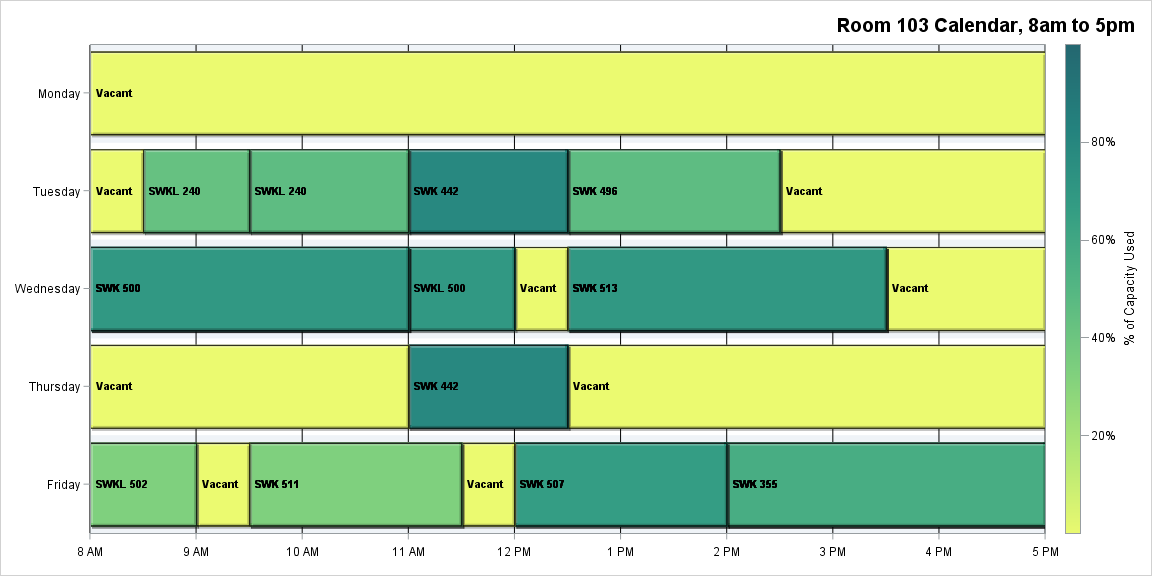 Room 103 Calendar, 8am to 5pm
Monday
Vacant
Tuesday
Vacant
SWKL 240
SWKL 240
SWK 442
SWK 496
Vacant
Wednesday
SWK 500
SWKL 500
Vacant
SWK 513
Vacant
Thursday
Vacant
SWK 442
Vacant
Friday
SWKL 502
Vacant
SWK 511
Vacant
SWK 507
SWK 355
8 AM
9 AM
10 AM
11 AM
12 PM
1 PM
2 PM
3 PM
4 PM
5 PM
80%
60%
40%
20%
% of Capacity Used